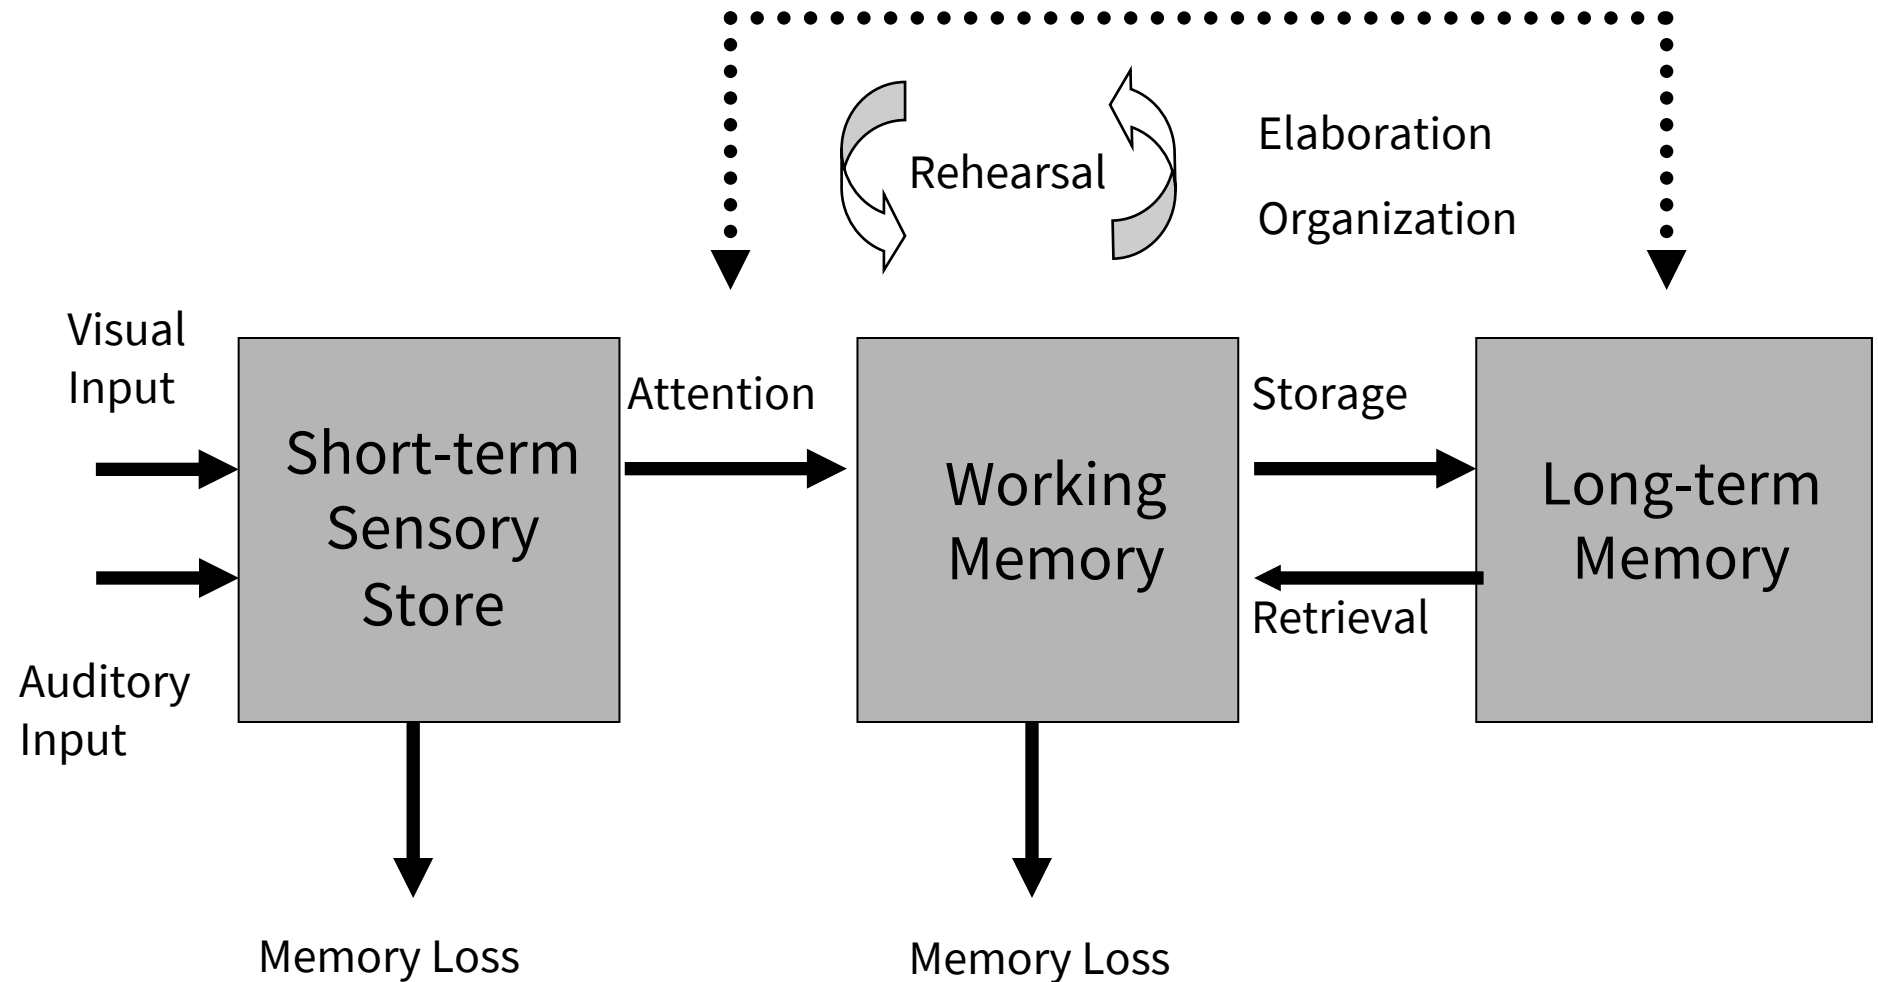 Rehearsal
Elaboration
Organization
Visual
Input
Attention
Storage
Short-term
Sensory
Store
Working
Memory
Long-term
Memory
Retrieval
Auditory
Input
Memory Loss
Memory Loss